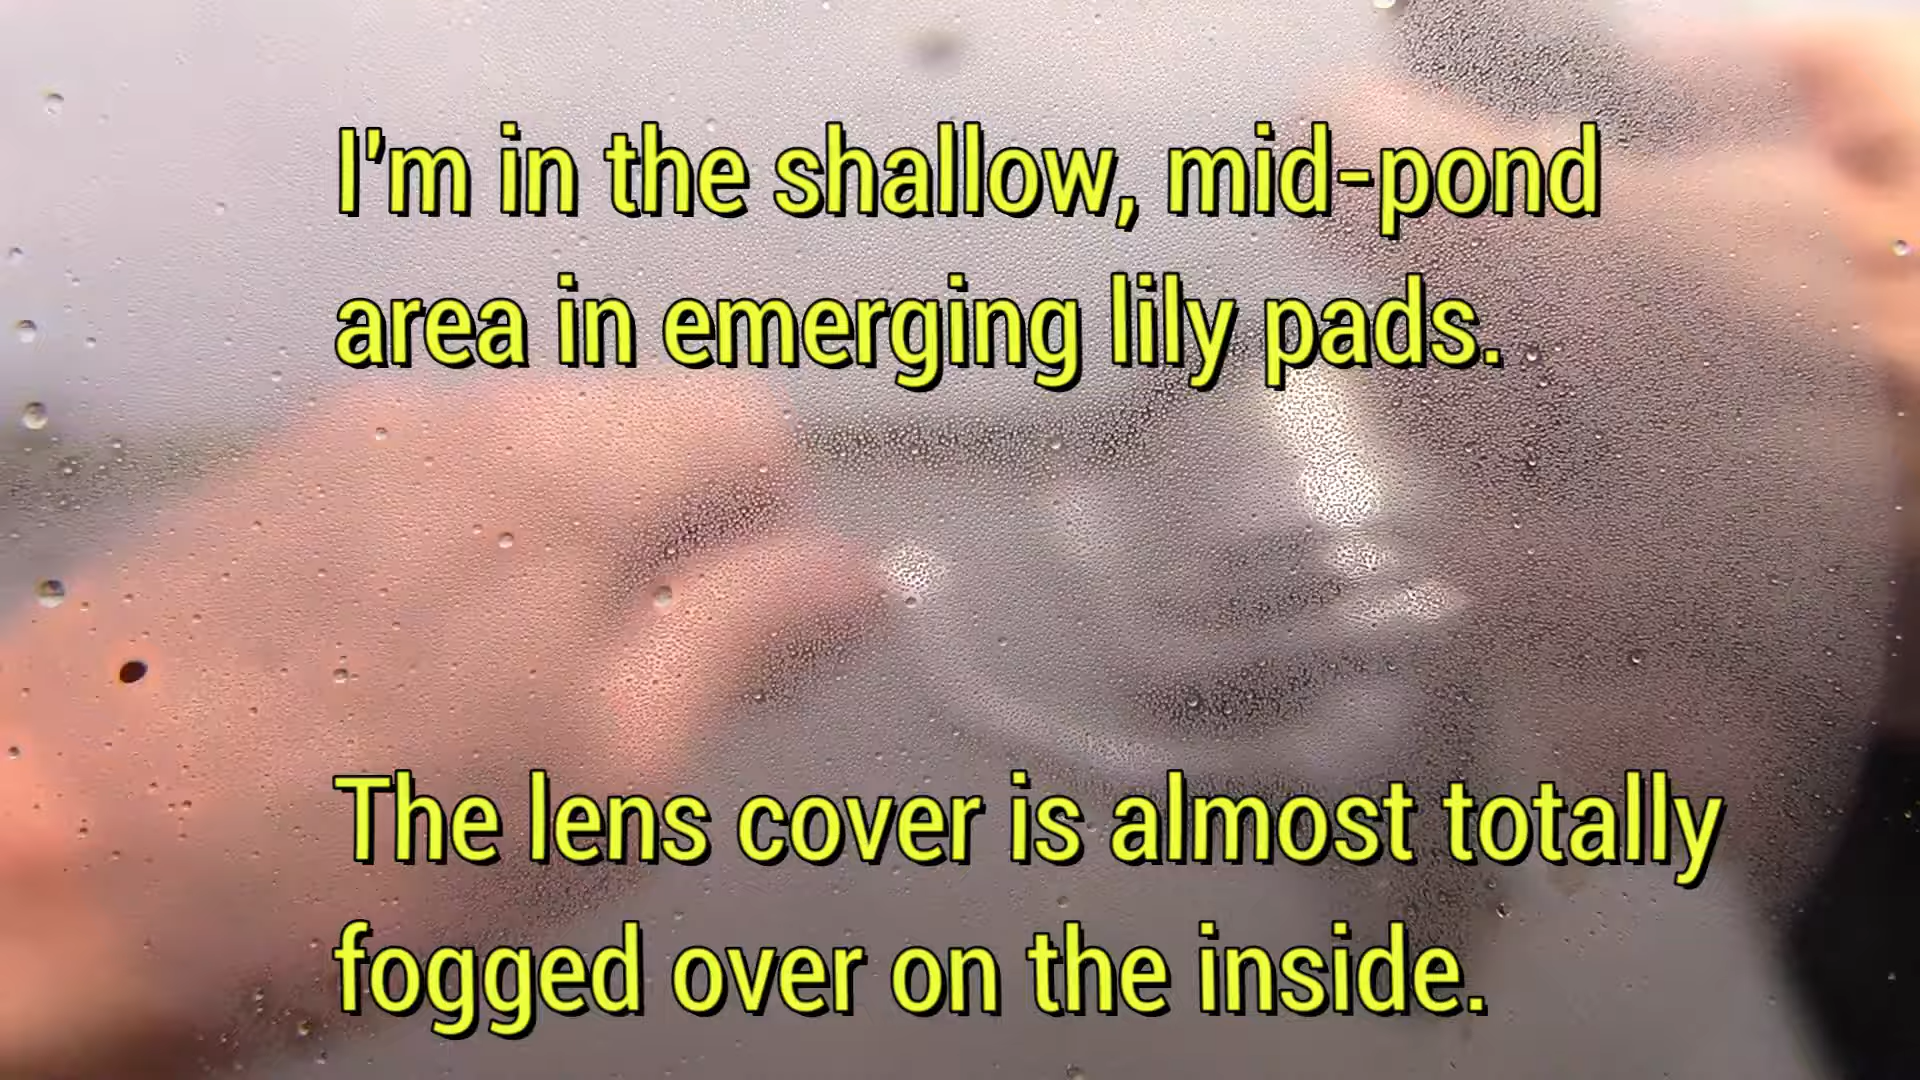 I'm in the shallow, mid-pond
area in emerging lily pads.
The lens cover is almost totally
fogged over on the inside.